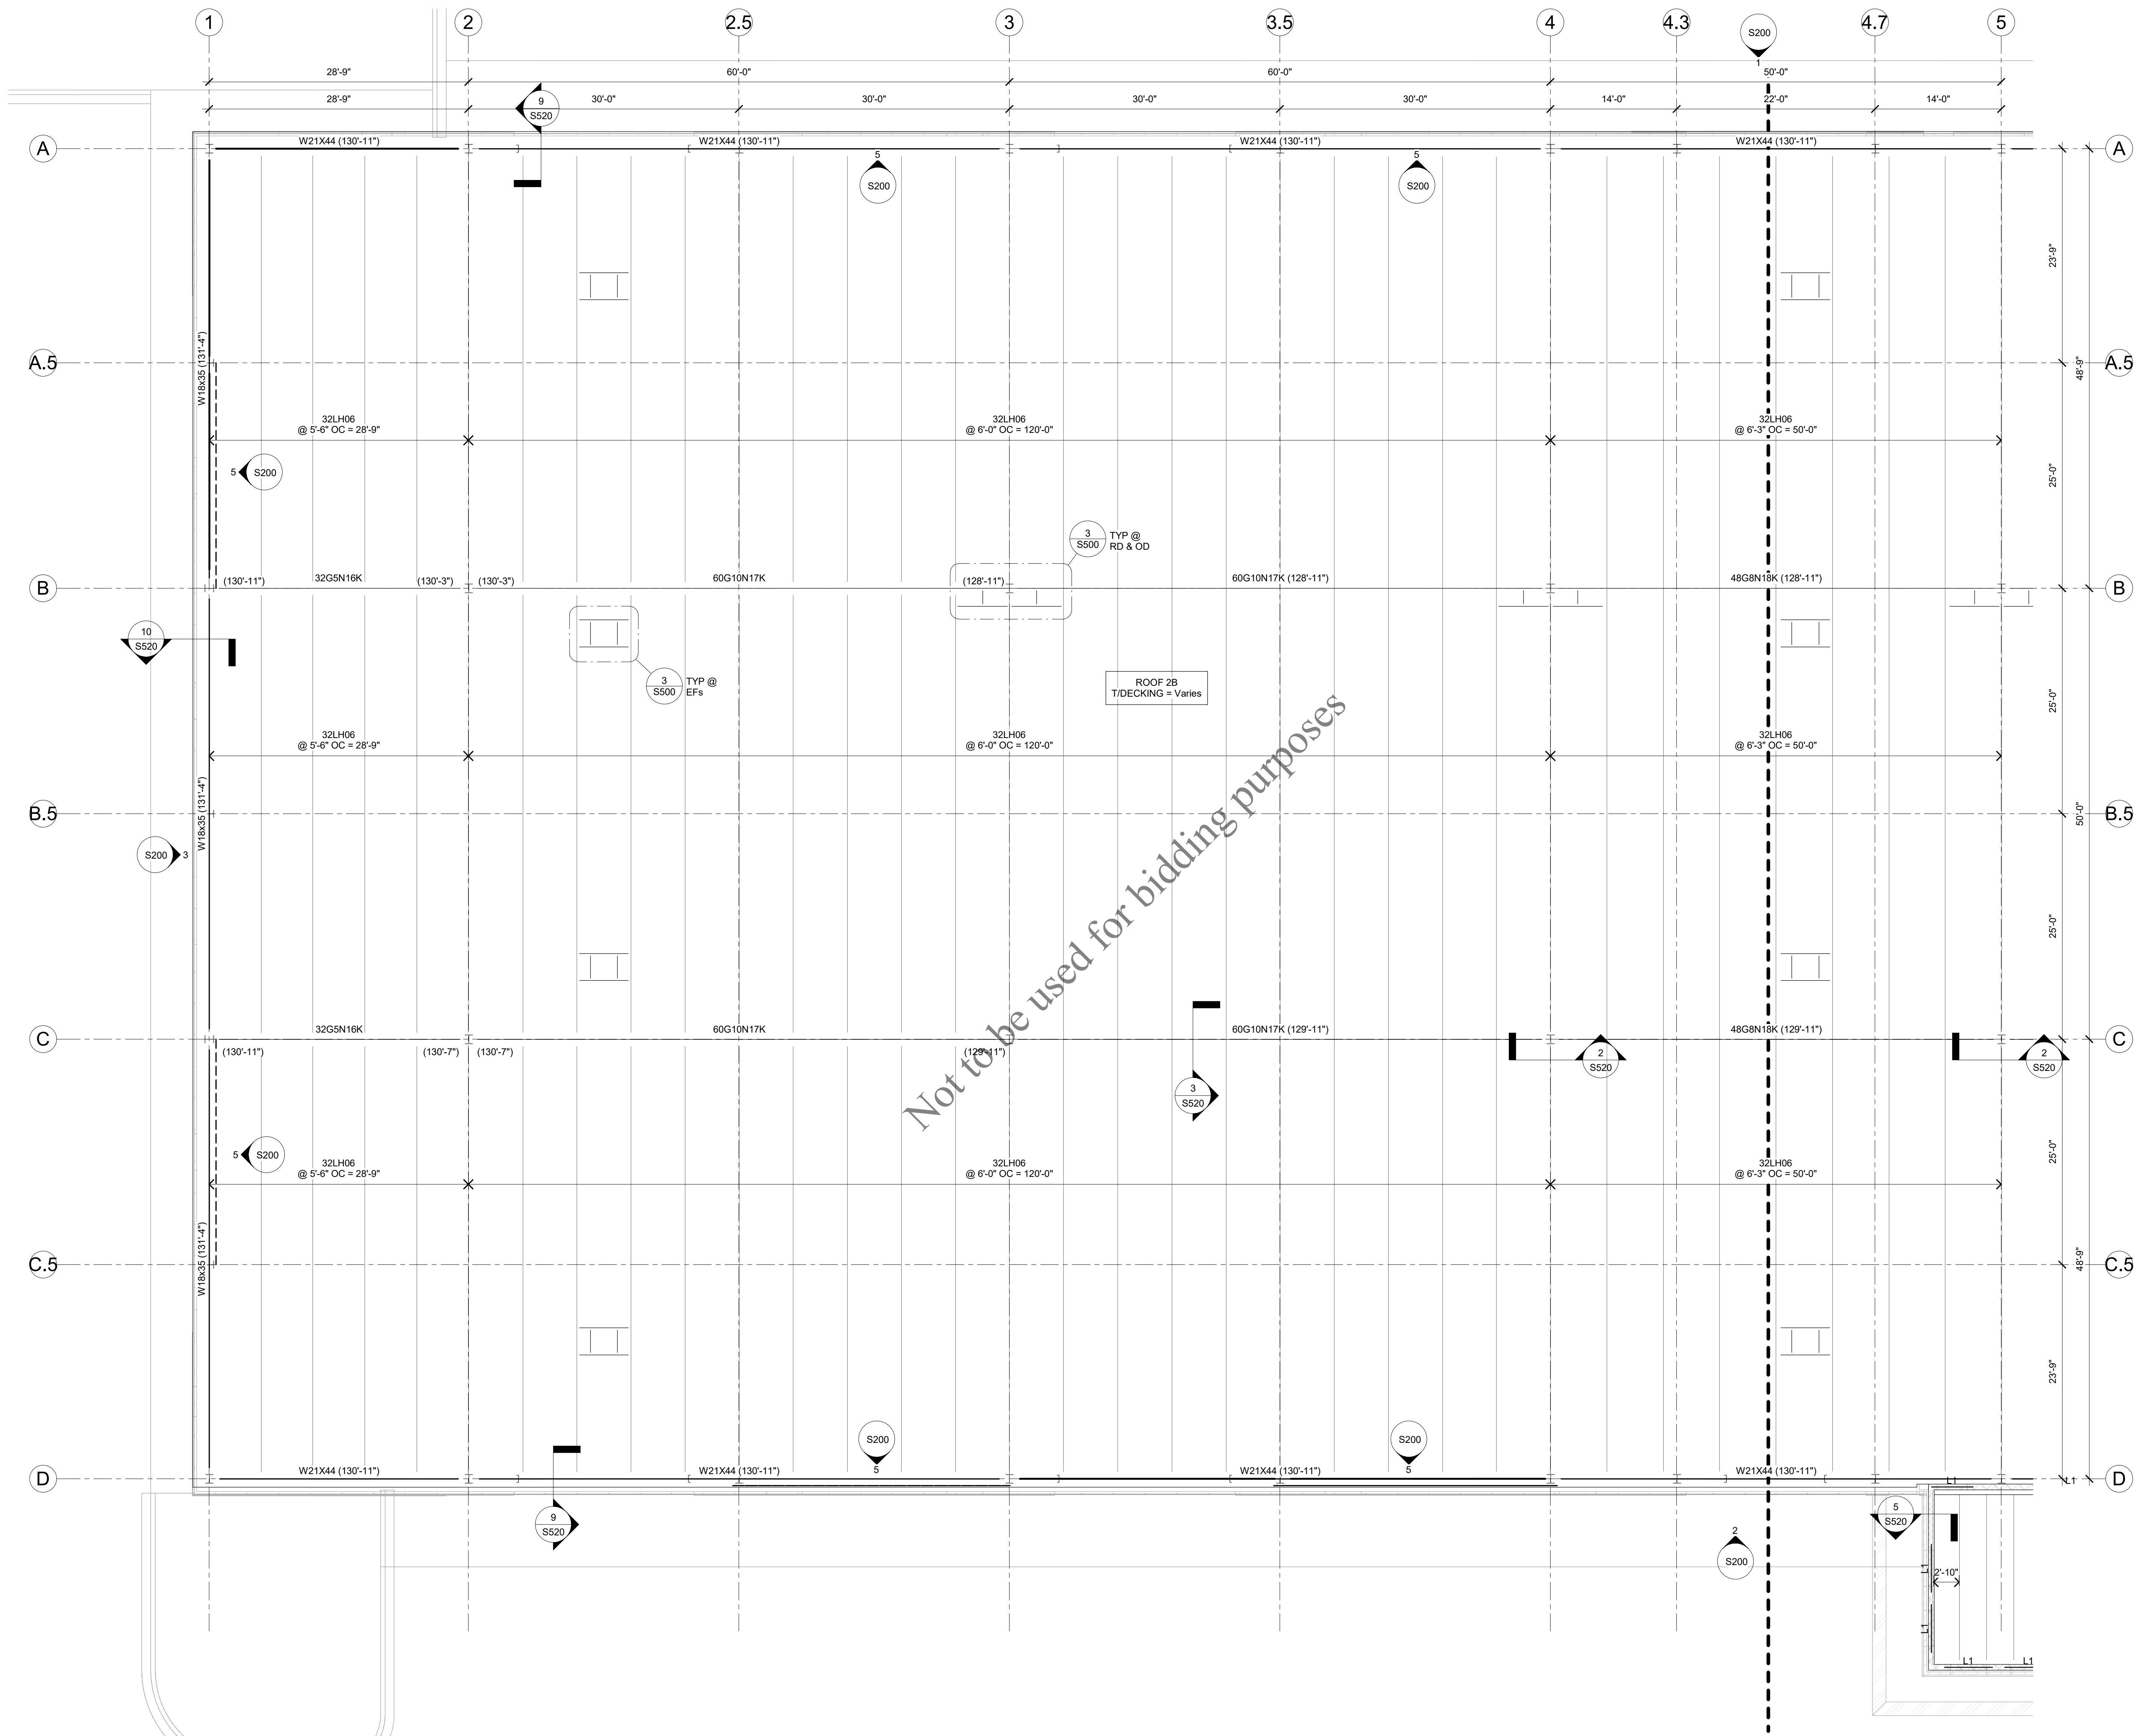 1 2 2.5 3 3.5 4 4.3 4.7 5
S200
1
28'-9" 60'-0" 60'-0" 50'-0"
28'-9" 30'-0" 30'-0" 30'-0" 30'-0" 14'-0" 22'-0" 14'-0"
9
S520
A W21X44 (130'-11") W21X44 (130'-11") W21X44 (130'-11") W21X44 (130'-11") A
5 5
S200 S200
23'-9"
W18x35 (131'-4")
A.5 48'-9" A.5
32LH06 32LH06 32LH06
@ 5'-6" OC = 28'-9" @ 6'-0" OC = 120'-0" @ 6'-3" OC = 50'-0"
5 S200 25'-0"
3
S500
TYP @
RD & OD
B (130'-11") 32G5N16K (130'-3") (130'-3") 60G10N17K (128'-11") 60G10N17K (128'-11") 48G8N18K (128'-11") B
10
S520
3
S500
TYP @
EFs
ROOF 2B
T/DECKING = Varies
25'-0"
32LH06 32LH06 32LH06
@ 5'-6" OC = 28'-9" @ 6'-0" OC = 120'-0" @ 6'-3" OC = 50'-0"
W18x35 (131'-4")
B.5 50'-0" B.5
S200 3
Not to be used for bidding purposes
25'-0"
C 32G5N16K 60G10N17K 60G10N17K (129'-11") 48G8N18K (129'-11") C
(130'-11") (130'-7") (130'-7") (129'-11")
2
S520
2
S520
3
S520
5 S200 25'-0"
32LH06 32LH06 32LH06
@ 5'-6" OC = 28'-9" @ 6'-0" OC = 120'-0" @ 6'-3" OC = 50'-0"
W18x35 (131'-4")
C.5 48'-9" C.5
23'-9"
S200 S200
5 5
D W21X44 (130'-11") W21X44 (130'-11") W21X44 (130'-11") W21X44 (130'-11") L1 L1 D
9
S520
5
S520
2
S200
L1 2'-10"
L1
L1 L1